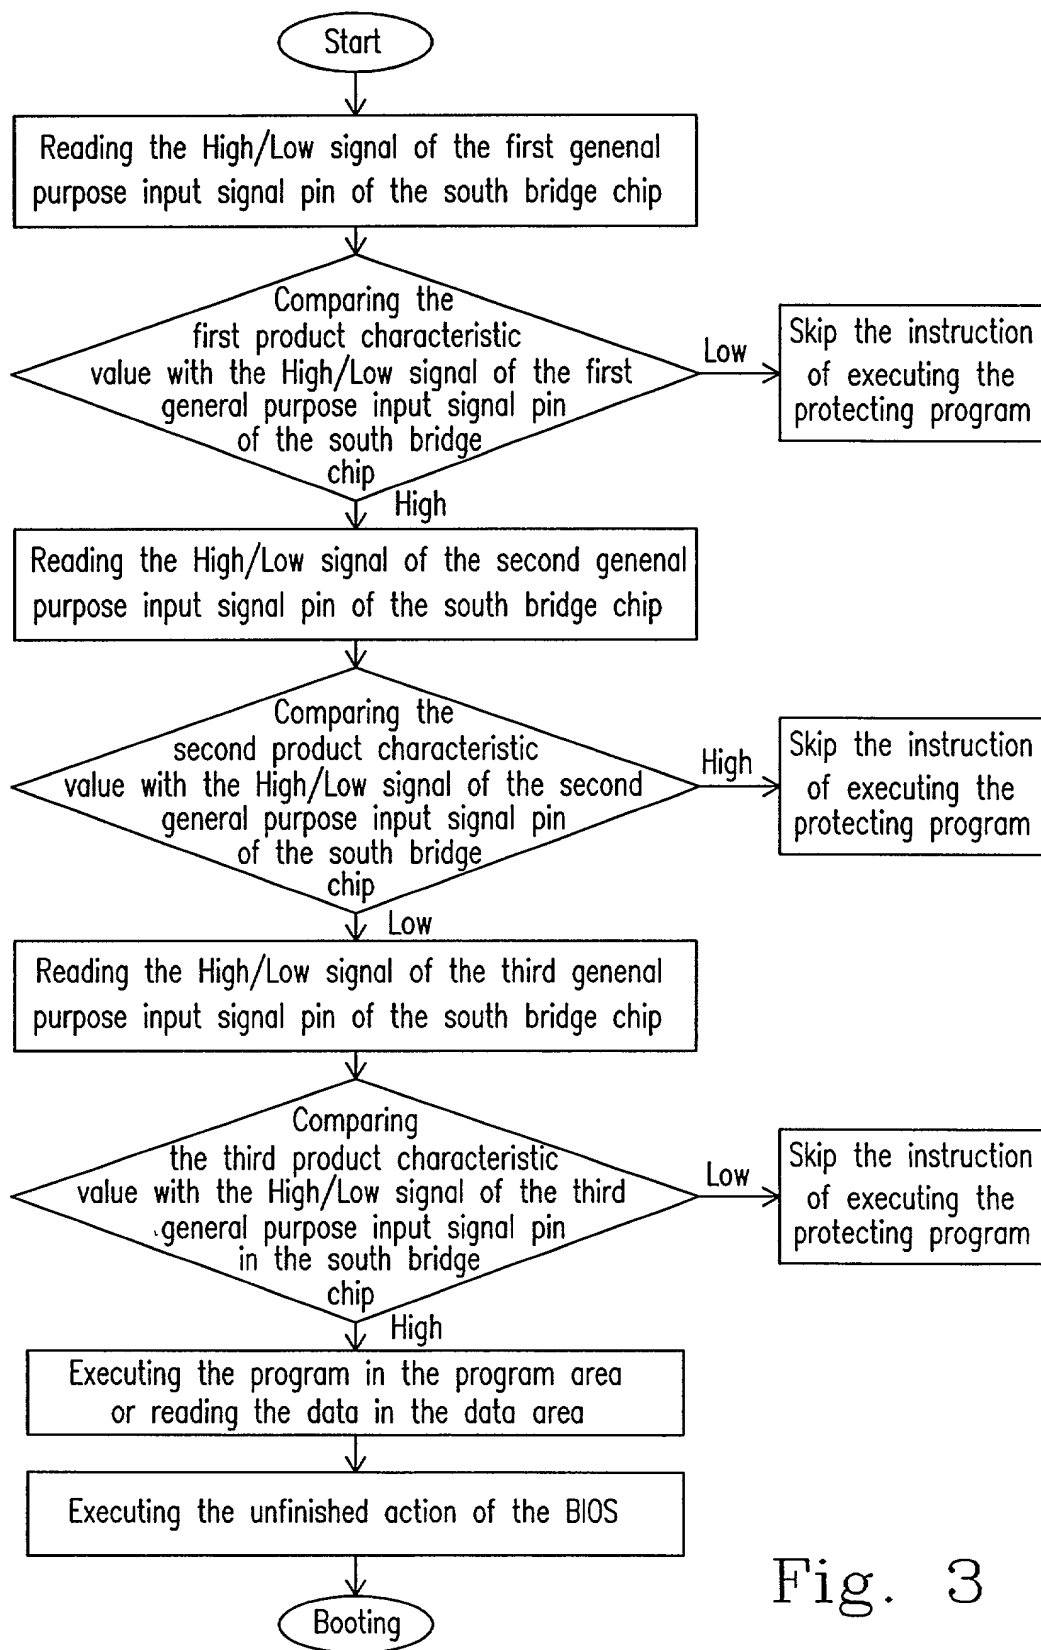 Start
Reading the High/Low signal of the first genenal
purpose input signal pin of the south bridge chip
Comparing the
first product characteristic
value with the High/Low signal of the first
general purpose input signal pin
of the south bridge
chip
Low
Skip the instruction
of executing the
protecting program
High
Reading the High/Low signal of the second genenal
purpose input signal pin of the south bridge chip
Comparing the
second product characteristic
value with the High/Low signal of the second
general purpose input signal pin
of the south bridge
chip
High
Skip the instruction
of executing the
protecting program
Low
Reading the High/Low signal of the third genenal
purpose input signal pin of the south bridge chip
Comparing
the third product characteristic
value with the High/Low signal of the third
general purpose input signal pin
in the south bridge
chip
Low
Skip the instruction
of executing the
protecting program
High
Executing the program in the program area
or reading the data in the data area
Executing the unfinished action of the BIOS
Booting
Fig. 3